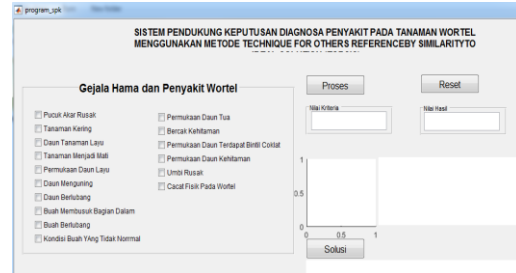 program_spk
SISTEM PENDUKUNG KEPUTUSAN DIAGNOSA PENYAKIT PADA TANAMAN WORTEL
MENGGUNAKAN METODE TECHNIQUE FOR OTHERS REFERENCEBY SIMILARITYTO
Gejala Hama dan Penyakit Wortel
Pucuk Akar Rusak
Tanaman Kering
Daun Tanaman Layu
Tanaman Menjadi Mati
Permukaan Daun Layu
Daun Menguning
Daun Berlubang
Buah Membusuk Bagian Dalam
Buah Berlubang
Kondisi Buah YAng Tidak Norrmal
Permukaan Daun Tua
Bercak Kehitaman
Permukaan Daun Terdapat Bintil Coklat
Permukaan Daun Kehitaman
Umbi Rusak
Cacat Fisik Pada Wortel
Proses
Reset
Nilai Kriteria
Nilai Hasil
1
0.5
0
0 0.5 1
Solusi